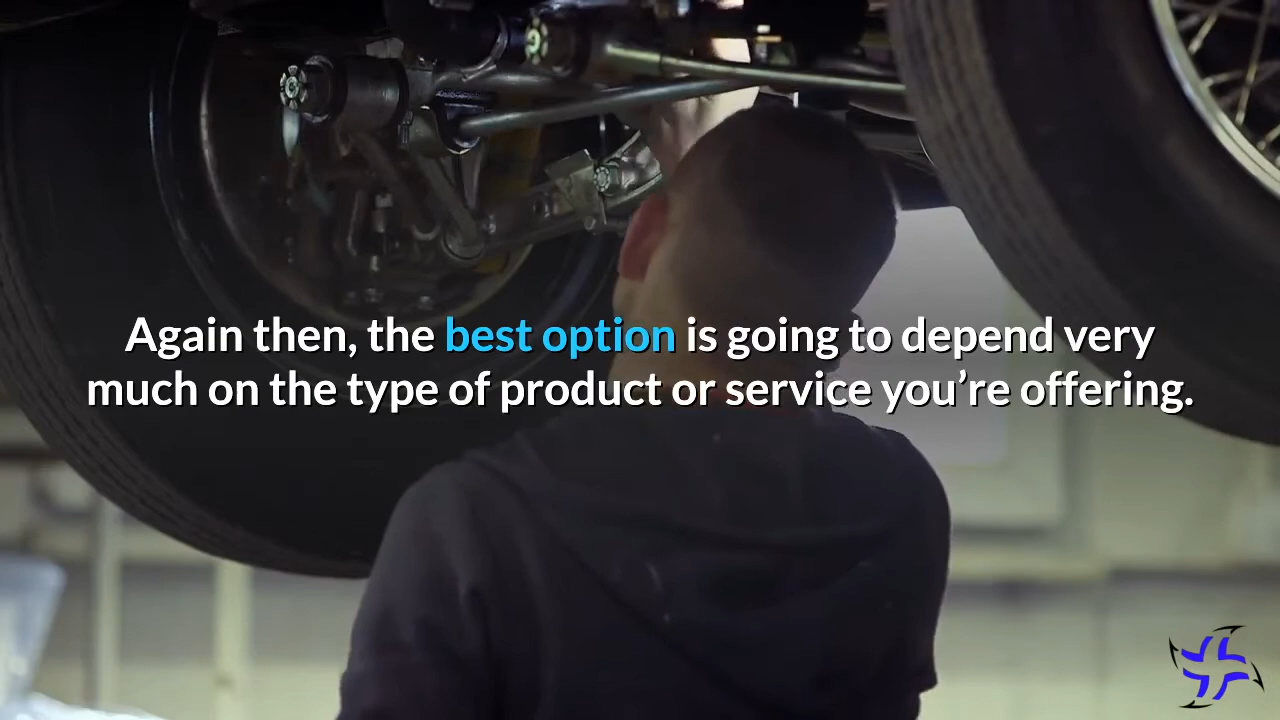 Again then, the best option is going to depend very
much on the type of product or service you’re offering.